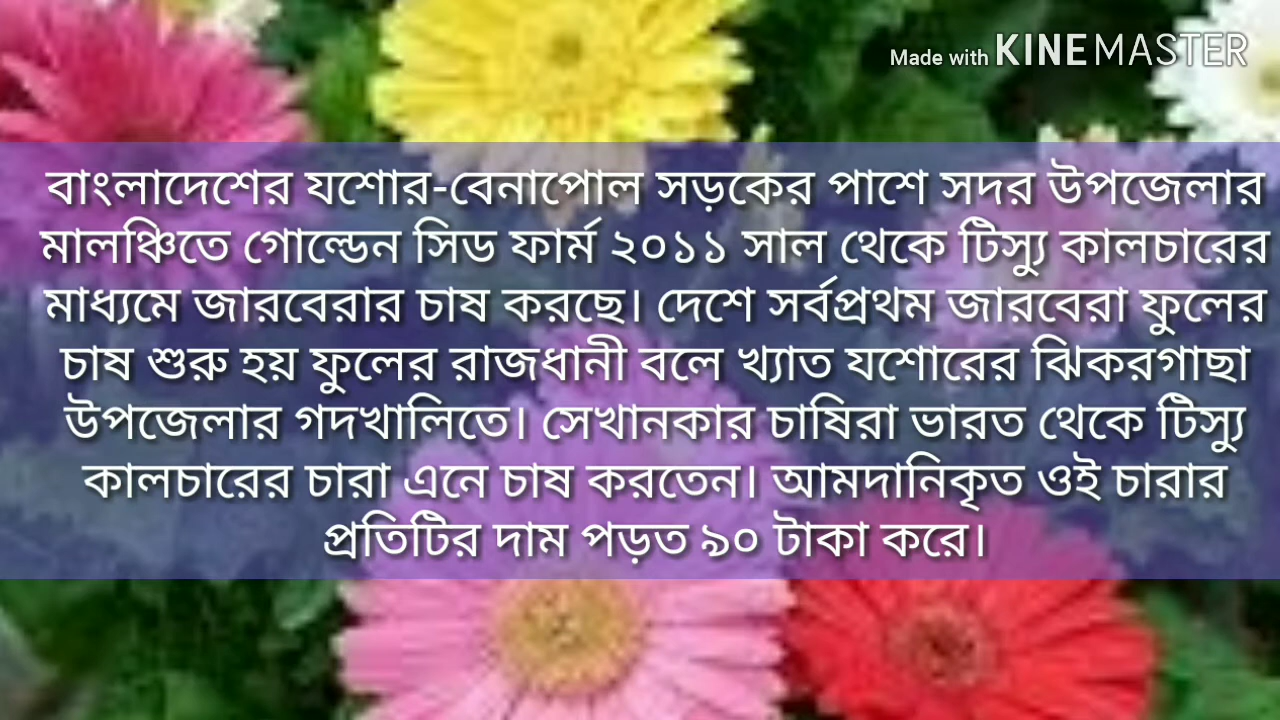 Made with KINEMASTER
বাংলাদেশের যশোর-বেনাপোল সড়কের পাশে সদর উপজেলার
মালঞ্চিতে গোল্ডেন সিড ফার্ম ২০১১ সাল থেকে টিস্যু কালচারের
মাধ্যমে জারবেরার চাষ করছে। দেশে সর্বপ্রথম জারবেরা ফুলের
চাষ শুরু হয় ফুলের রাজধানী বলে খ্যাত যশোরের ঝিকরগাছা
উপজেলার গদখালিতে। সেখানকার চাষিরা ভারত থেকে টিস্যু
কালচারের চারা এনে চাষ করতেন। আমদানিকৃত ওই চারার
প্রতিটির দাম পড়ত ৯০ টাকা করে।